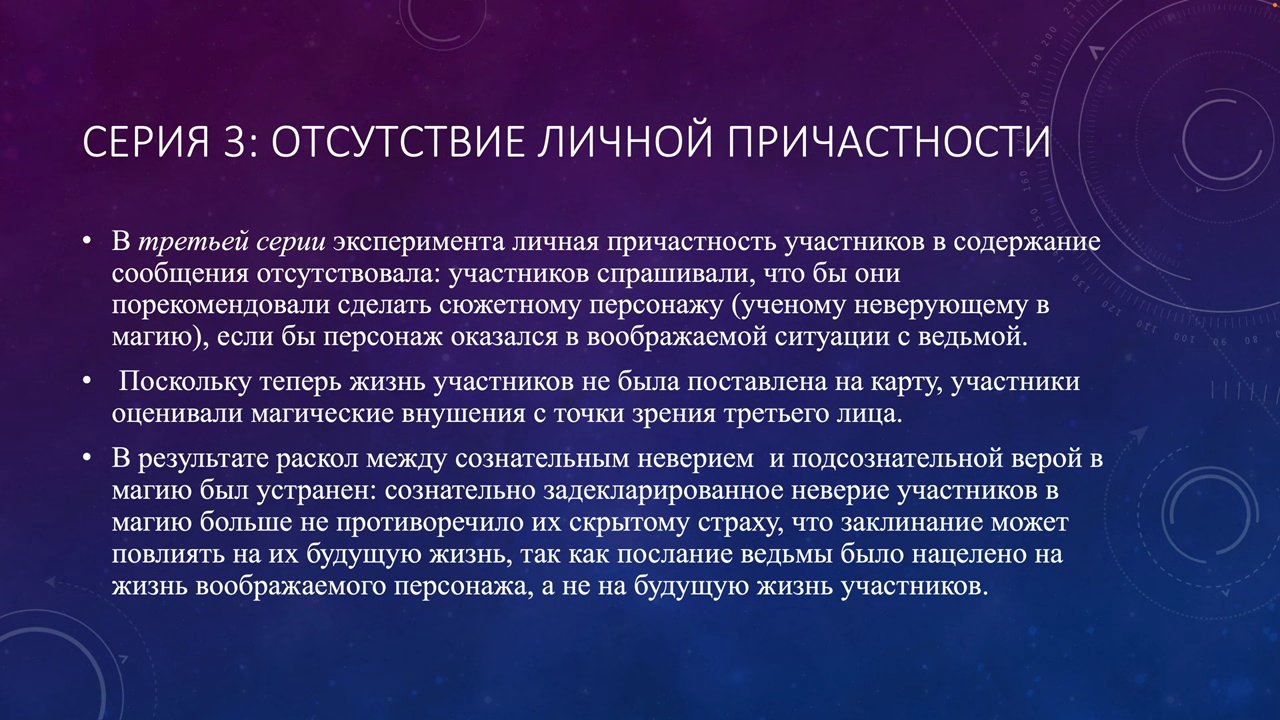 СЕРИЯ 3: ОТСУТСТВИЕ ЛИЧНОЙ ПРИЧАСТНОСТИ
• В третьей серии эксперимента личная причастность участников в содержание
сообщения отсутствовала: участников спрашивали, что бы они
порекомендовали сделать сюжетному персонажу (ученому неверующему в
магию), если бы персонаж оказался в воображаемой ситуации с ведьмой.
• Поскольку теперь жизнь участников не была поставлена на карту, участники
оценивали магические внушения с точки зрения третьего лица.
• В результате раскол между сознательным неверием и подсознательной верой в
магию был устранен: сознательно задекларированное неверие участников в
магию больше не противоречило их скрытому страху, что заклинание может
повлиять на их будущую жизнь, так как послание ведьмы было нацелено на
жизнь воображаемого персонажа, а не на будущую жизнь участников.